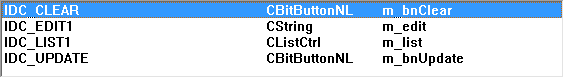 IDC_CLEAR CBitButtonNL m_bnClear
IDC_EDIT1 CString m_edit
IDC_LIST1 CListCtrl m_list
IDC_UPDATE CBitButtonNL m_bnUpdate